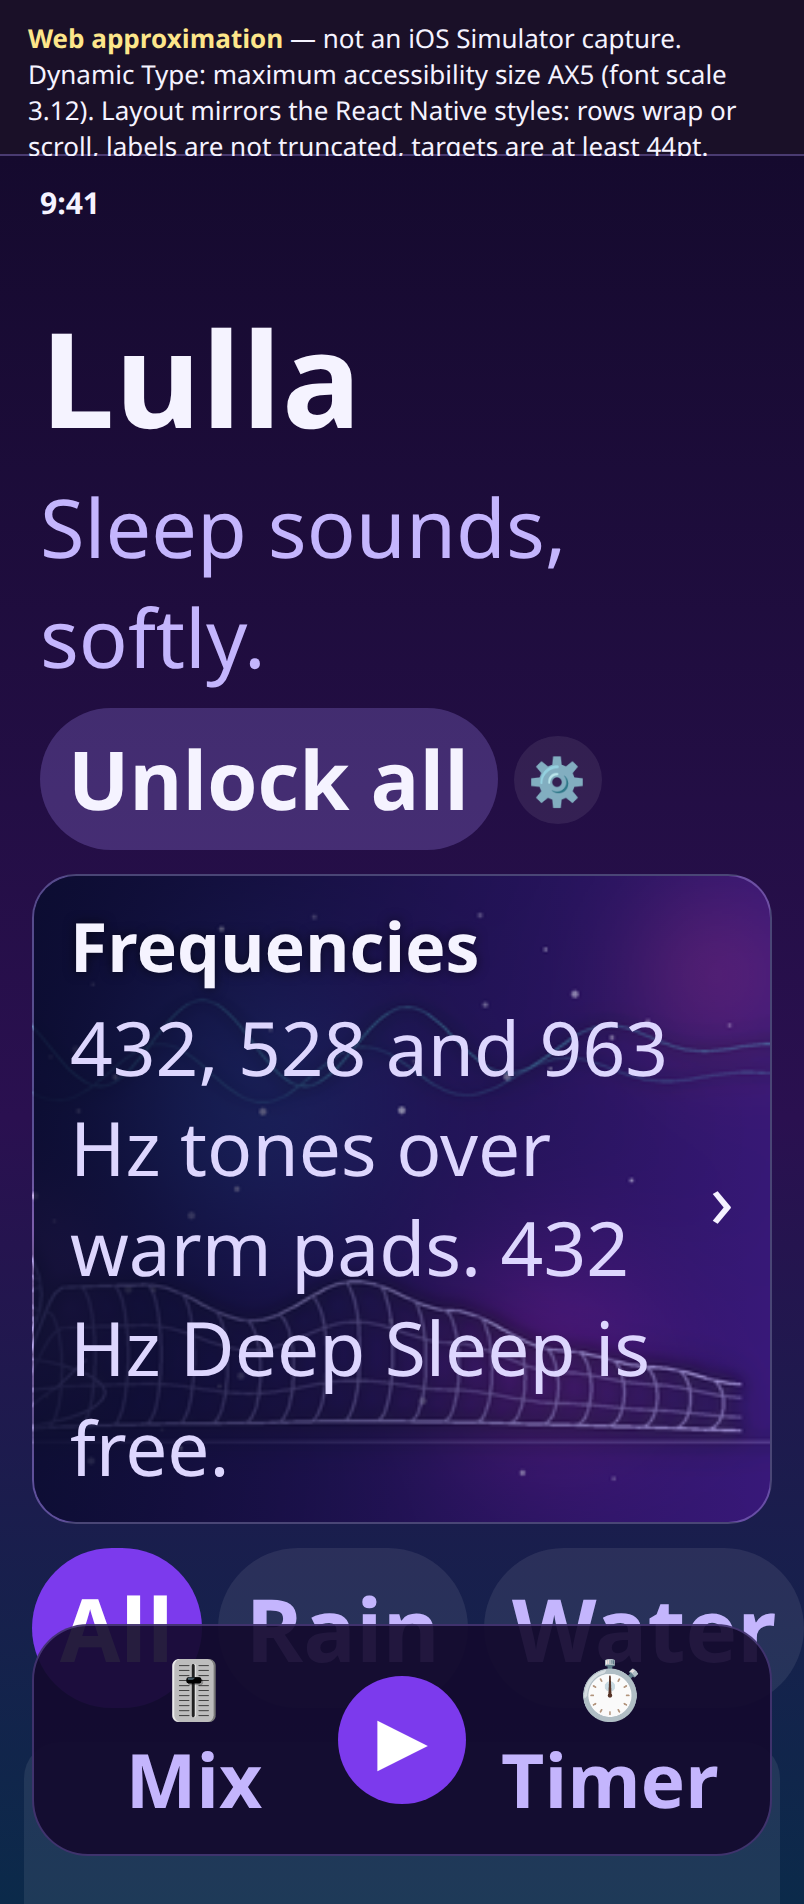 Web approximation — not an iOS Simulator capture.
Dynamic Type: maximum accessibility size AX5 (font scale
3.12). Layout mirrors the React Native styles: rows wrap or
scroll, labels are not truncated, targets are at least 44pt.
9:41
Lulla
Sleep sounds,
softly.
Unlock all
Frequencies
432, 528 and 963
Hz tones over
warm pads. 432
Hz Deep Sleep is
free.
All Rain Water
Mix Timer